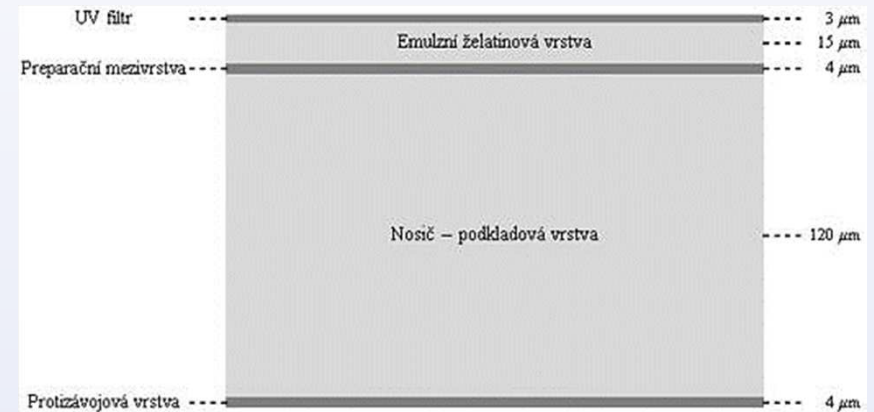 UV filtr 3 μm
Emulzní želatinová vrstva 15 μm
Preparační mezivrstva 4 μm
Nosič – podkladová vrstva 120 μm
Protizávojová vrstva 4 μm